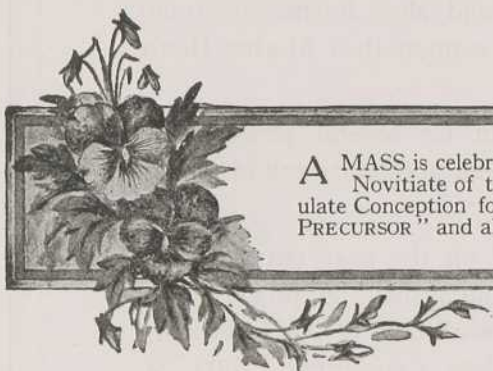 A MASS is celebr
Novitiate of t
ulate Conception fo
PRECURSOR " and a